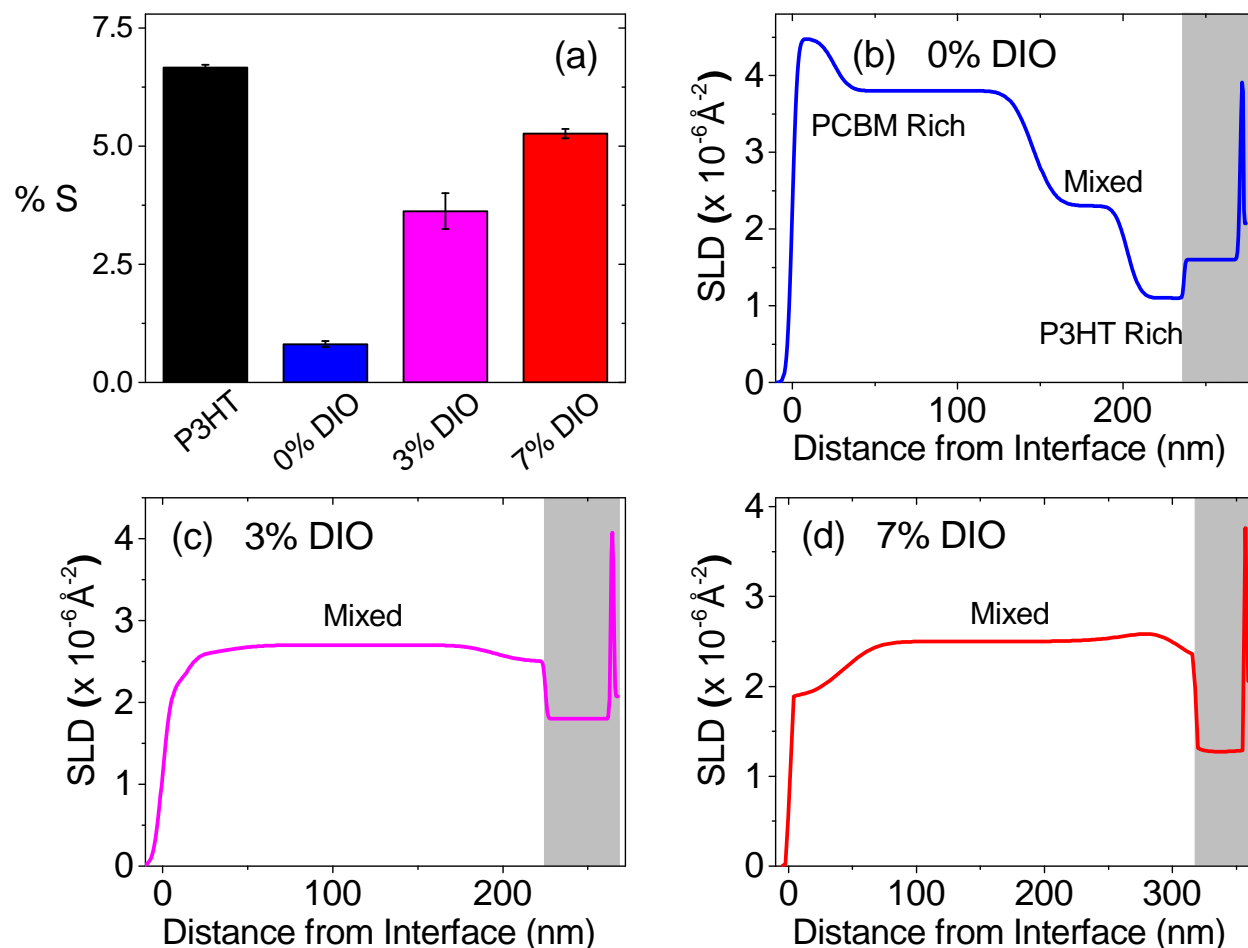 (a)
% S
7.5
5.0
2.5
0.0
P3HT
0% DIO
3% DIO
7% DIO
(b) 0% DIO
SLD (x 10⁻⁶Å⁻²)
4
3
2
1
0
PCBM Rich
Mixed
P3HT Rich
0 100 200
Distance from Interface (nm)
(c) 3% DIO
SLD (x 10⁻⁶Å⁻²)
4
3
2
1
0
Mixed
0 100 200
Distance from Interface (nm)
(d) 7% DIO
SLD (x 10⁻⁶Å⁻²)
4
3
2
1
0
Mixed
0 100 200 300
Distance from Interface (nm)